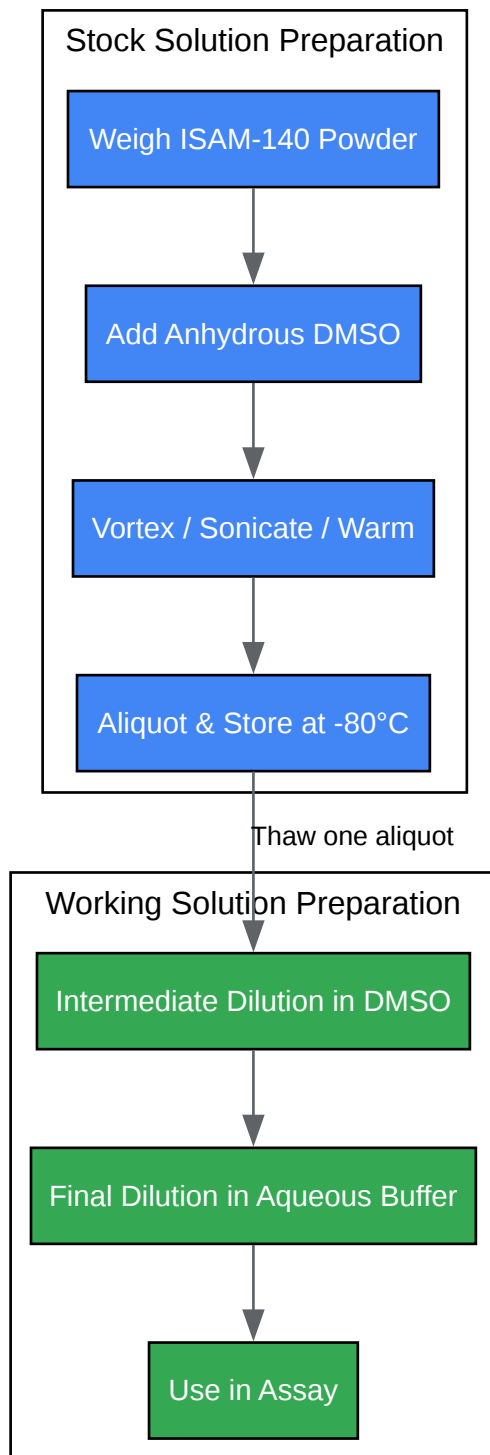 Stock Solution Preparation
Weigh ISAM-140 Powder
Add Anhydrous DMSO
Vortex / Sonicate / Warm
Aliquot & Store at -80°C
Thaw one aliquot
Working Solution Preparation
Intermediate Dilution in DMSO
Final Dilution in Aqueous Buffer
Use in Assay